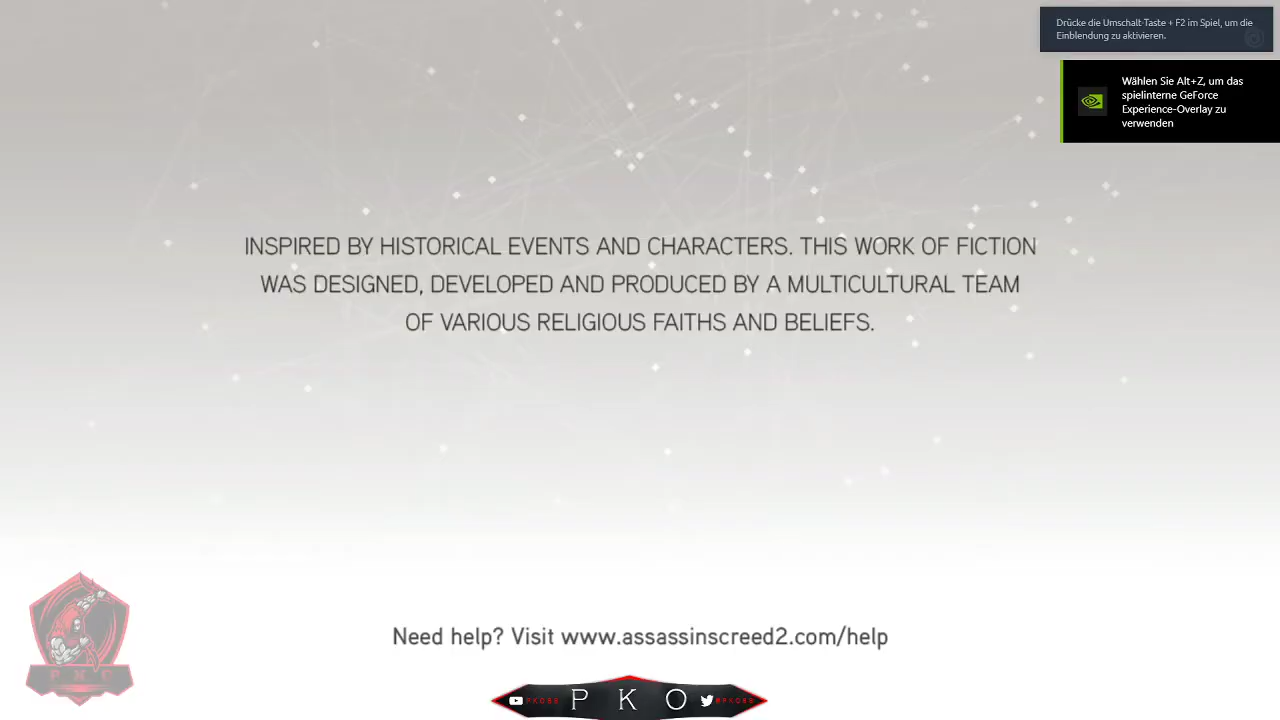 Drücke die Umschalt-Taste + F2 im Spiel, um die
Einblendung zu aktivieren.
Wählen Sie Alt+Z, um das
spielinterne GeForce
Experience-Overlay zu
verwenden
INSPIRED BY HISTORICAL EVENTS AND CHARACTERS. THIS WORK OF FICTION
WAS DESIGNED, DEVELOPED AND PRODUCED BY A MULTICULTURAL TEAM
OF VARIOUS RELIGIOUS FAITHS AND BELIEFS.
Need help? Visit www.assassinscreed2.com/help
P K O